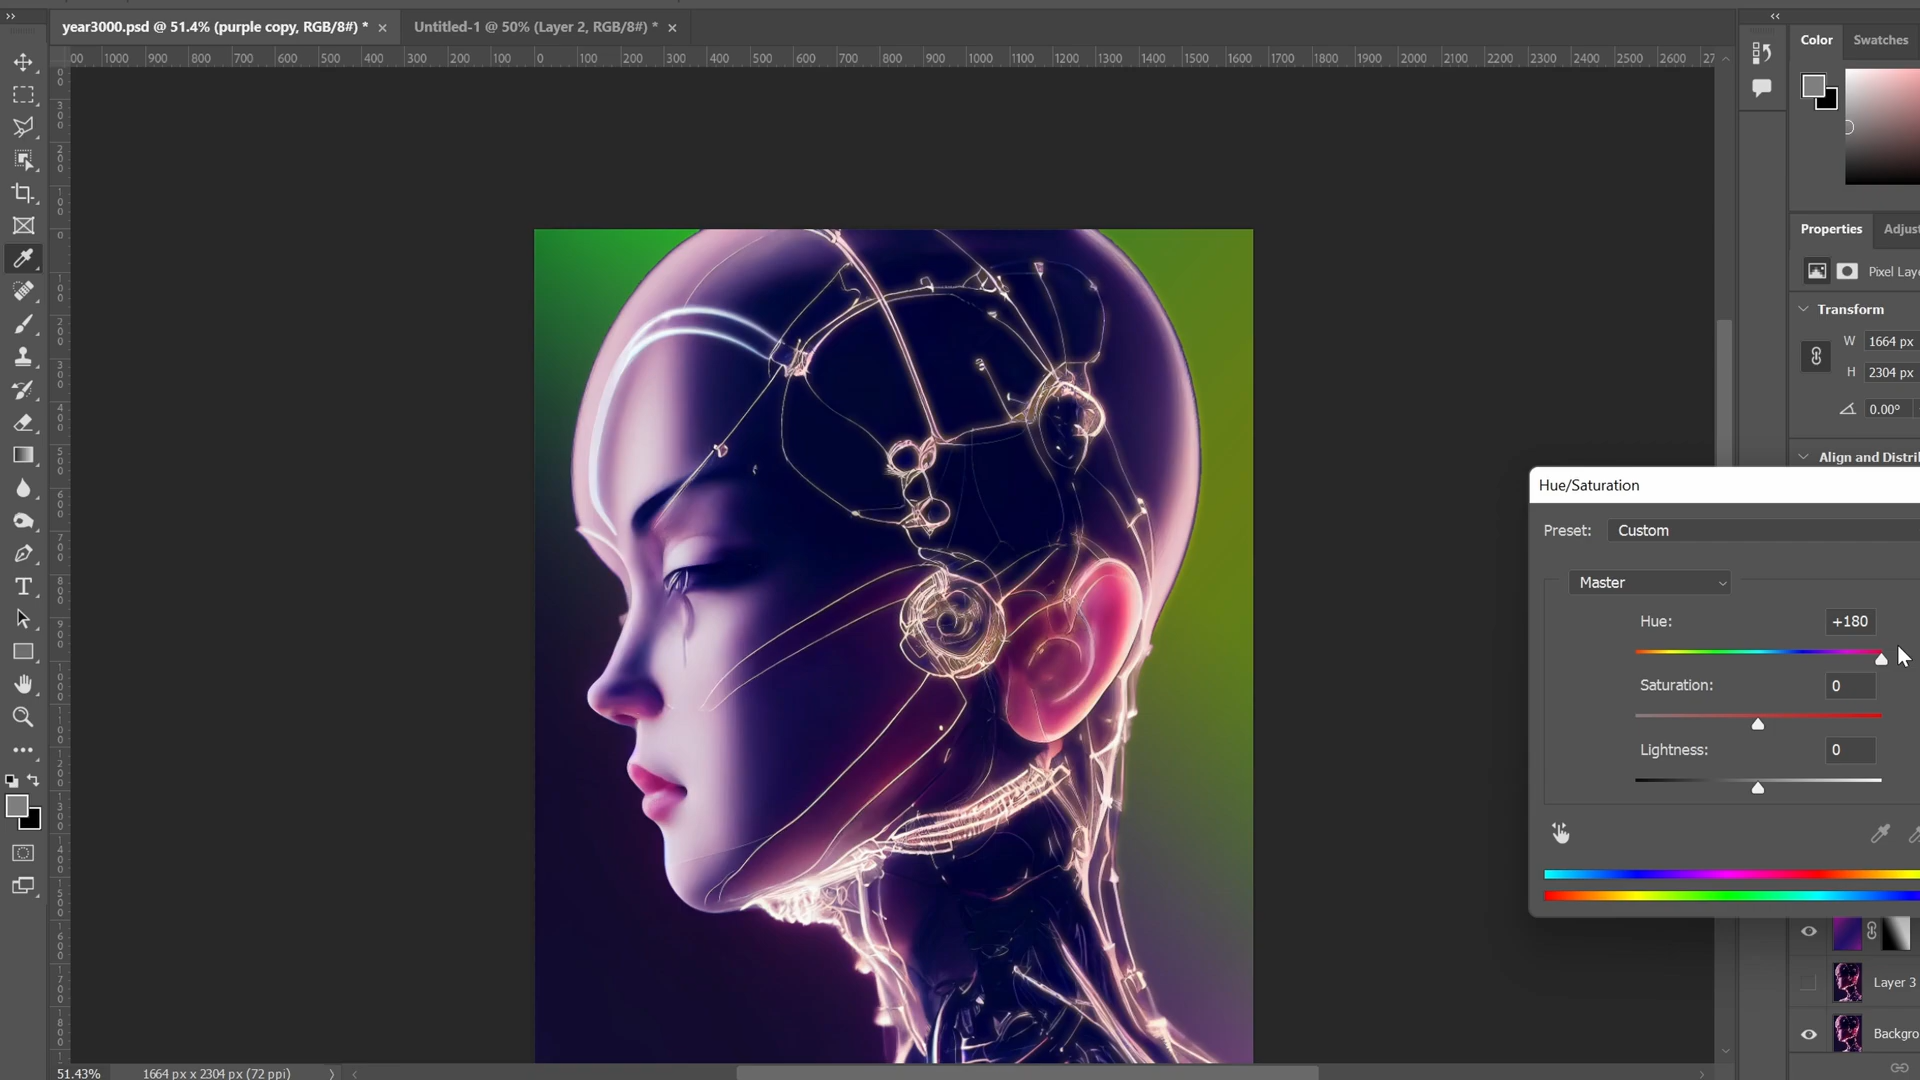 year3000.psd @ 51.4% (purple copy, RGB/8#) *
Untitled-1 @ 50% (Layer 2, RGB/8#) *
00 1000 900 800 700 600 500 400 300 200 100 0 100 200 300 400 500 600 700 800 900 1000 1100 1200 1300 1400 1500 1600 1700 1800 1900 2000 2100 2200 2300 2400 2500 2600 27
Color
Swatches
Properties
Adjust
Pixel Laye
Transform
W 1664 px
H 2304 px
0.00°
Align and Distri
Hue/Saturation
Preset: Custom
Master
Hue: +180
Saturation: 0
Lightness: 0
Layer 3
Backgro
51.43%
1664 px x 2304 px (72 ppi)